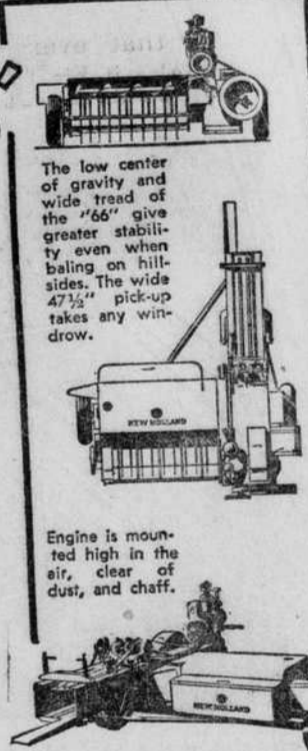 that
The low center
of gravity and
wide tread of
the "66" give
greater stabili-
ty even when
baling on hill-
sides. The wide
47½" pick-up
takes any win-
drow.
NEW HOLLAND
Engine is moun-
ted high in the
air, clear of
dust, and chaff.
NEW HOLLAND